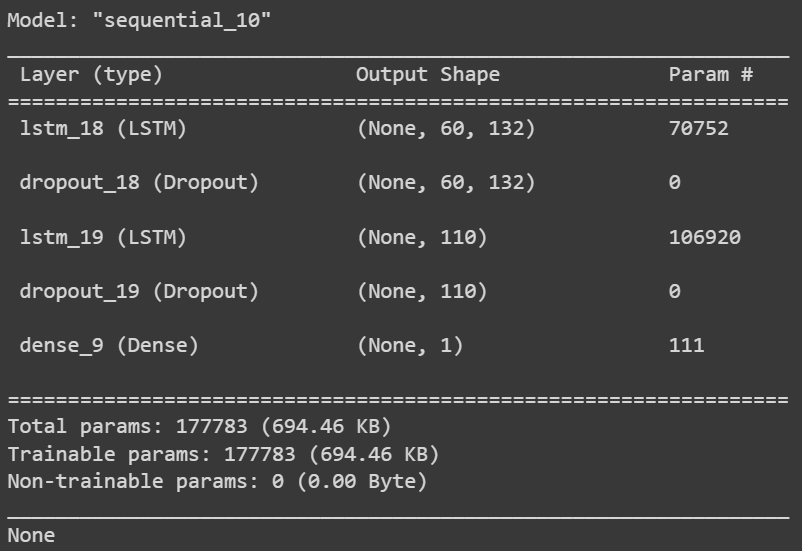 Model: "sequential_10"
_________________________________________________________________
Layer (type) Output Shape Param #
=================================================================
lstm_18 (LSTM) (None, 60, 132) 70752
dropout_18 (Dropout) (None, 60, 132) 0
lstm_19 (LSTM) (None, 110) 106920
dropout_19 (Dropout) (None, 110) 0
dense_9 (Dense) (None, 1) 111
=================================================================
Total params: 177783 (694.46 KB)
Trainable params: 177783 (694.46 KB)
Non-trainable params: 0 (0.00 Byte)
_________________________________________________________________
None